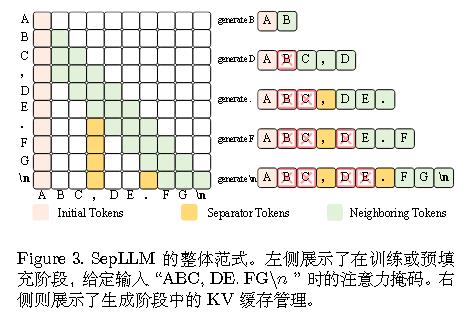 A
B
C
,
D
E
.
F
G
\n
A B C , D E . F G \n
generate B A B
generate D A B C , D
generate . A B C , D E .
generate F A B C , D E . F
generate \n A B C , D E . F G \n
Initial Tokens Separator Tokens Neighboring Tokens
Figure 3. SepLLM 的整体范式。左侧展示了在训练或预填
充阶段，给定输入 “ABC, DE. FG\n ” 时的注意力掩码。右
侧则展示了生成阶段中的 KV 缓存管理。